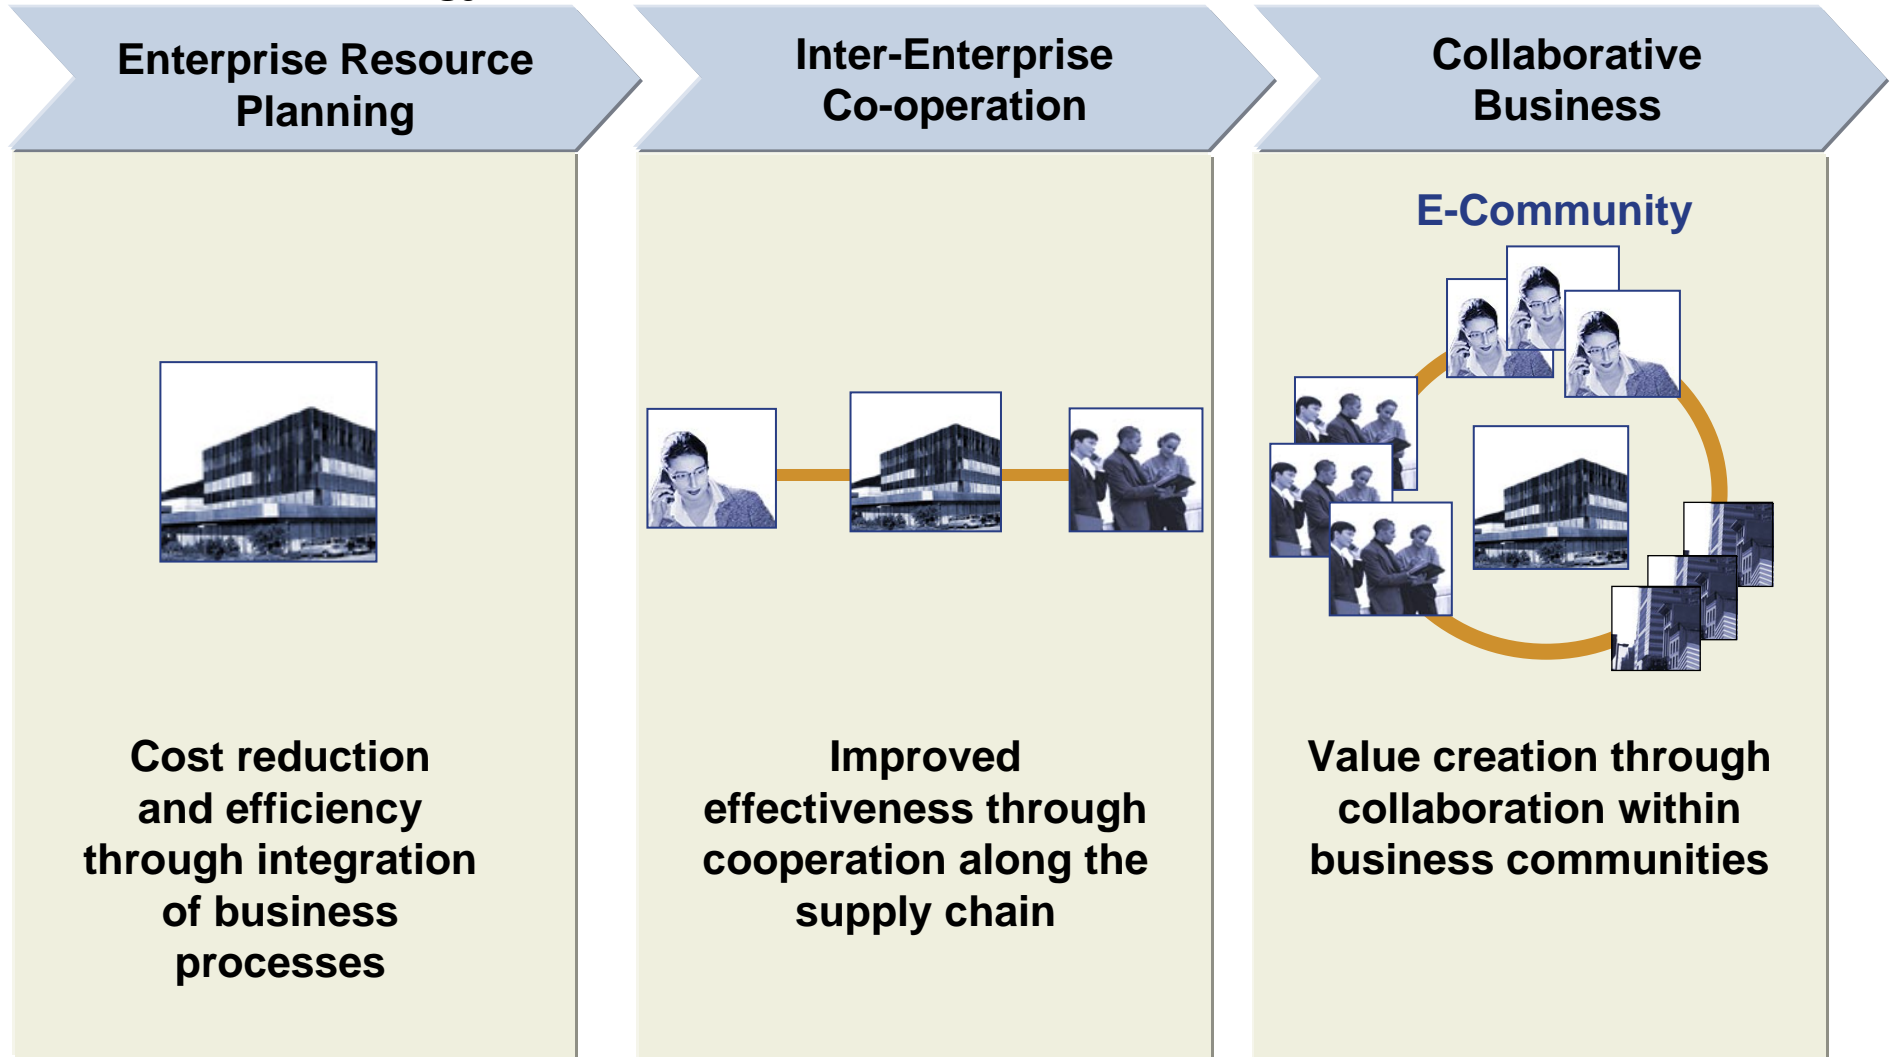 Enterprise Resource
Planning
Inter-Enterprise
Co-operation
Collaborative
Business
E-Community
Cost reduction
and efficiency
through integration
of business
processes
Improved
effectiveness through
cooperation along the
supply chain
Value creation through
collaboration within
business communities